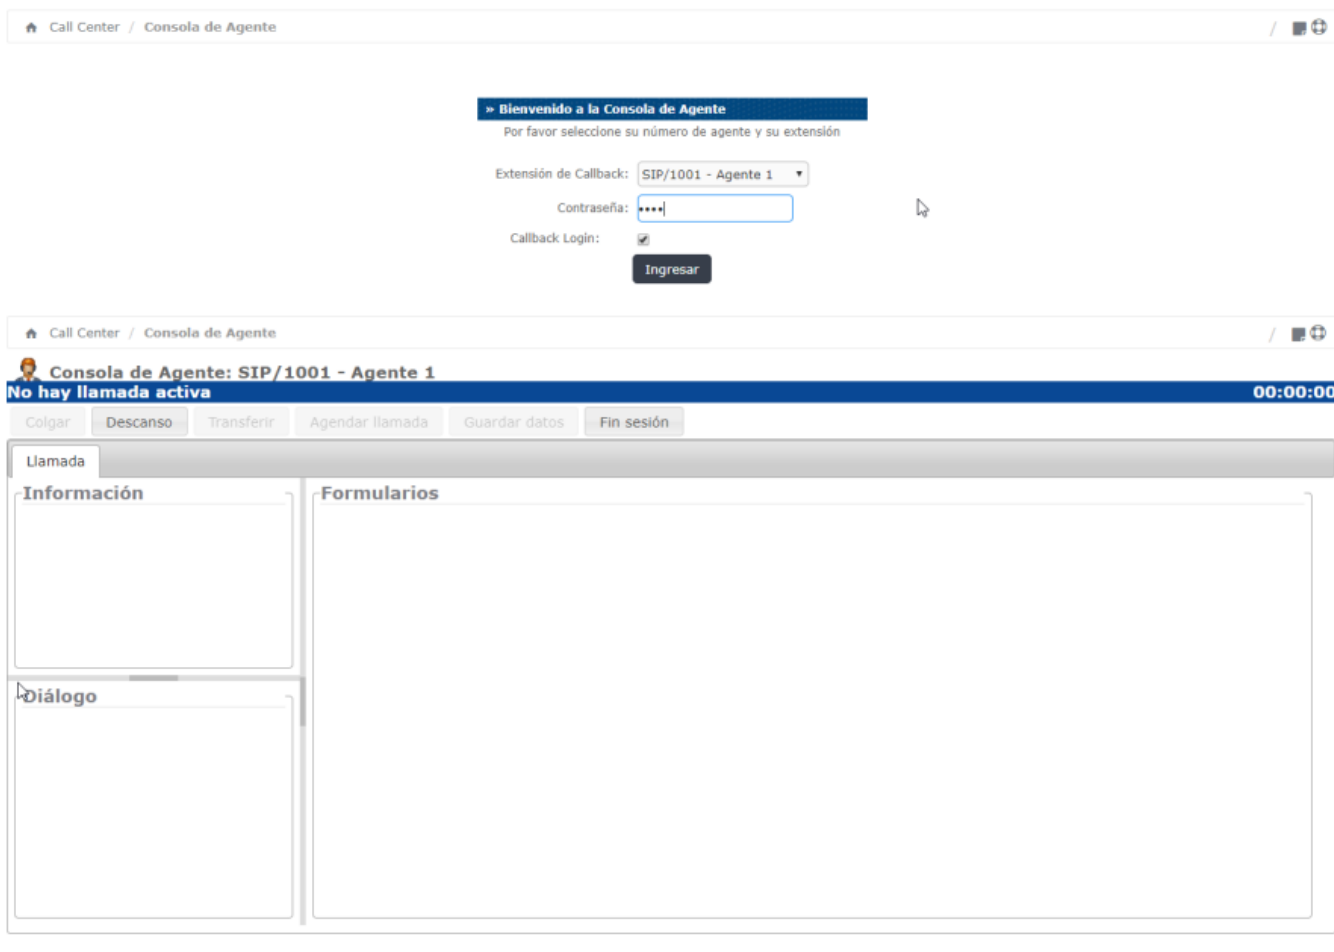 Call Center / Consola de Agente /
» Bienvenido a la Consola de Agente
Por favor seleccione su número de agente y su extensión
Extensión de Callback: SIP/1001 - Agente 1
Contraseña: ••••
Callback Login:
Ingresar
Call Center / Consola de Agente /
Consola de Agente: SIP/1001 - Agente 1
No hay llamada activa 00:00:00
Colgar Descanso Transferir Agendar llamada Guardar datos Fin sesión
Llamada
Información Formularios
Diálogo